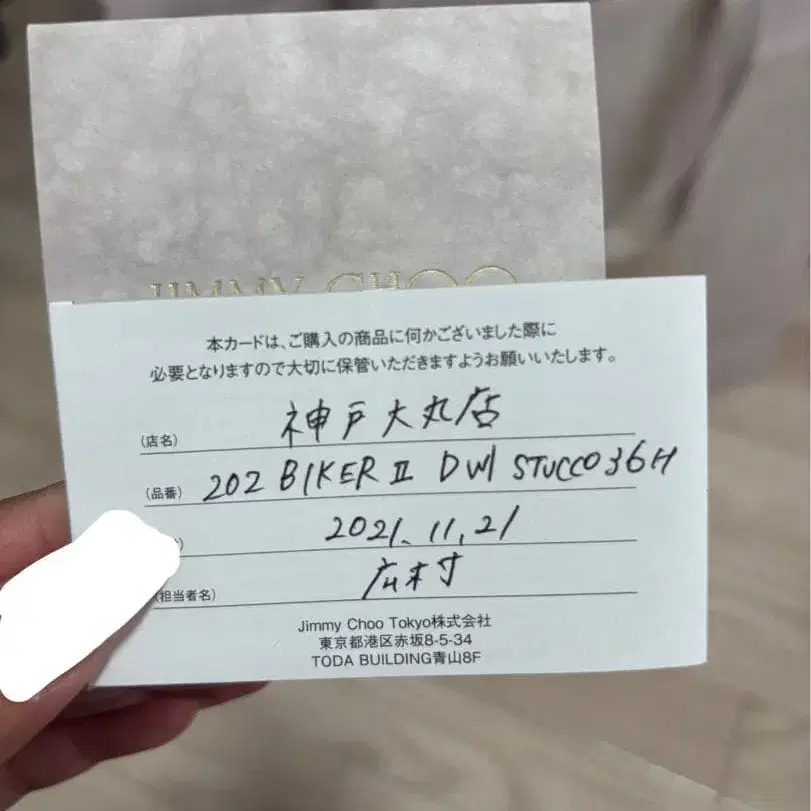 JIMMY CHOO
本カードは、ご購入の商品に何かございました際に
必要となりますので大切に保管いただきますようお願いいたします。
(店名) 神戸大丸店
(品番) 202 BIKER II DWI STUCCO 36H
2021.11.21
担当者名) 広村
Jimmy Choo Tokyo株式会社
東京都港区赤坂8-5-34
TODA BUILDING青山8F